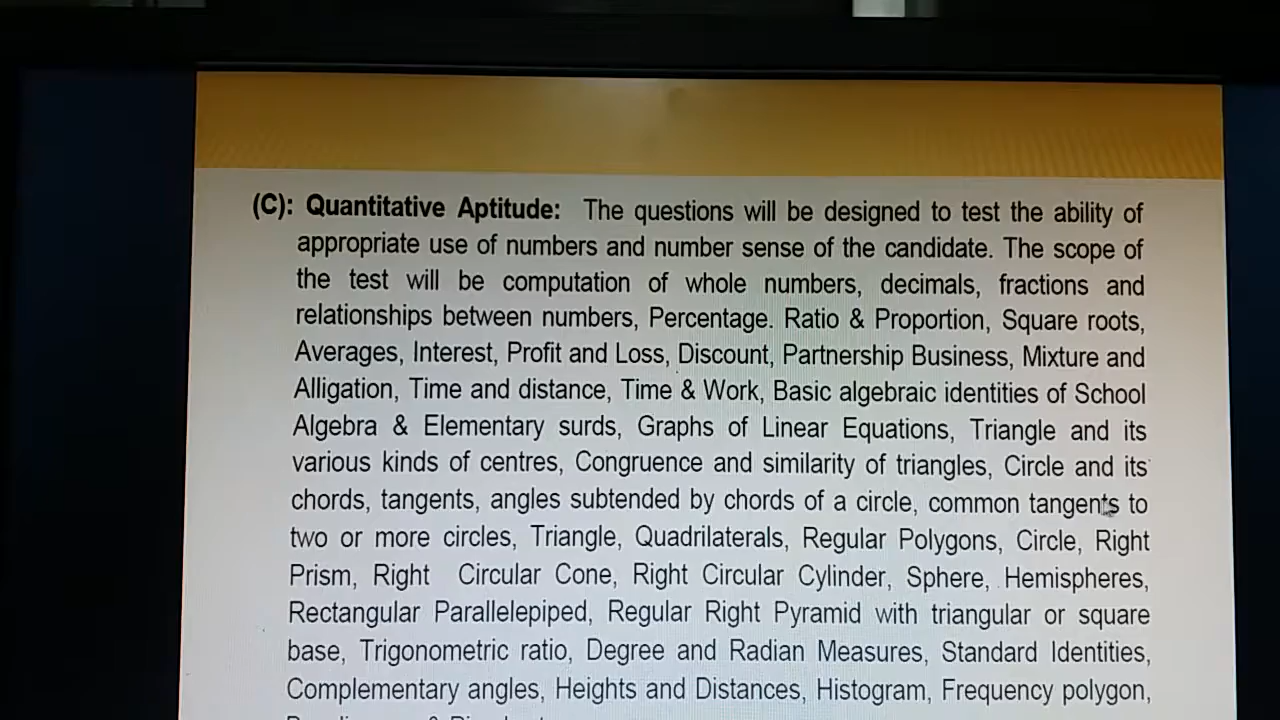 (C): Quantitative Aptitude: The questions will be designed to test the ability of
appropriate use of numbers and number sense of the candidate. The scope of
the test will be computation of whole numbers, decimals, fractions and
relationships between numbers, Percentage. Ratio & Proportion, Square roots,
Averages, Interest, Profit and Loss, Discount, Partnership Business, Mixture and
Alligation, Time and distance, Time & Work, Basic algebraic identities of School
Algebra & Elementary surds, Graphs of Linear Equations, Triangle and its
various kinds of centres, Congruence and similarity of triangles, Circle and its
chords, tangents, angles subtended by chords of a circle, common tangents to
two or more circles, Triangle, Quadrilaterals, Regular Polygons, Circle, Right
Prism, Right Circular Cone, Right Circular Cylinder, Sphere, Hemispheres,
Rectangular Parallelepiped, Regular Right Pyramid with triangular or square
base, Trigonometric ratio, Degree and Radian Measures, Standard Identities,
Complementary angles, Heights and Distances, Histogram, Frequency polygon,